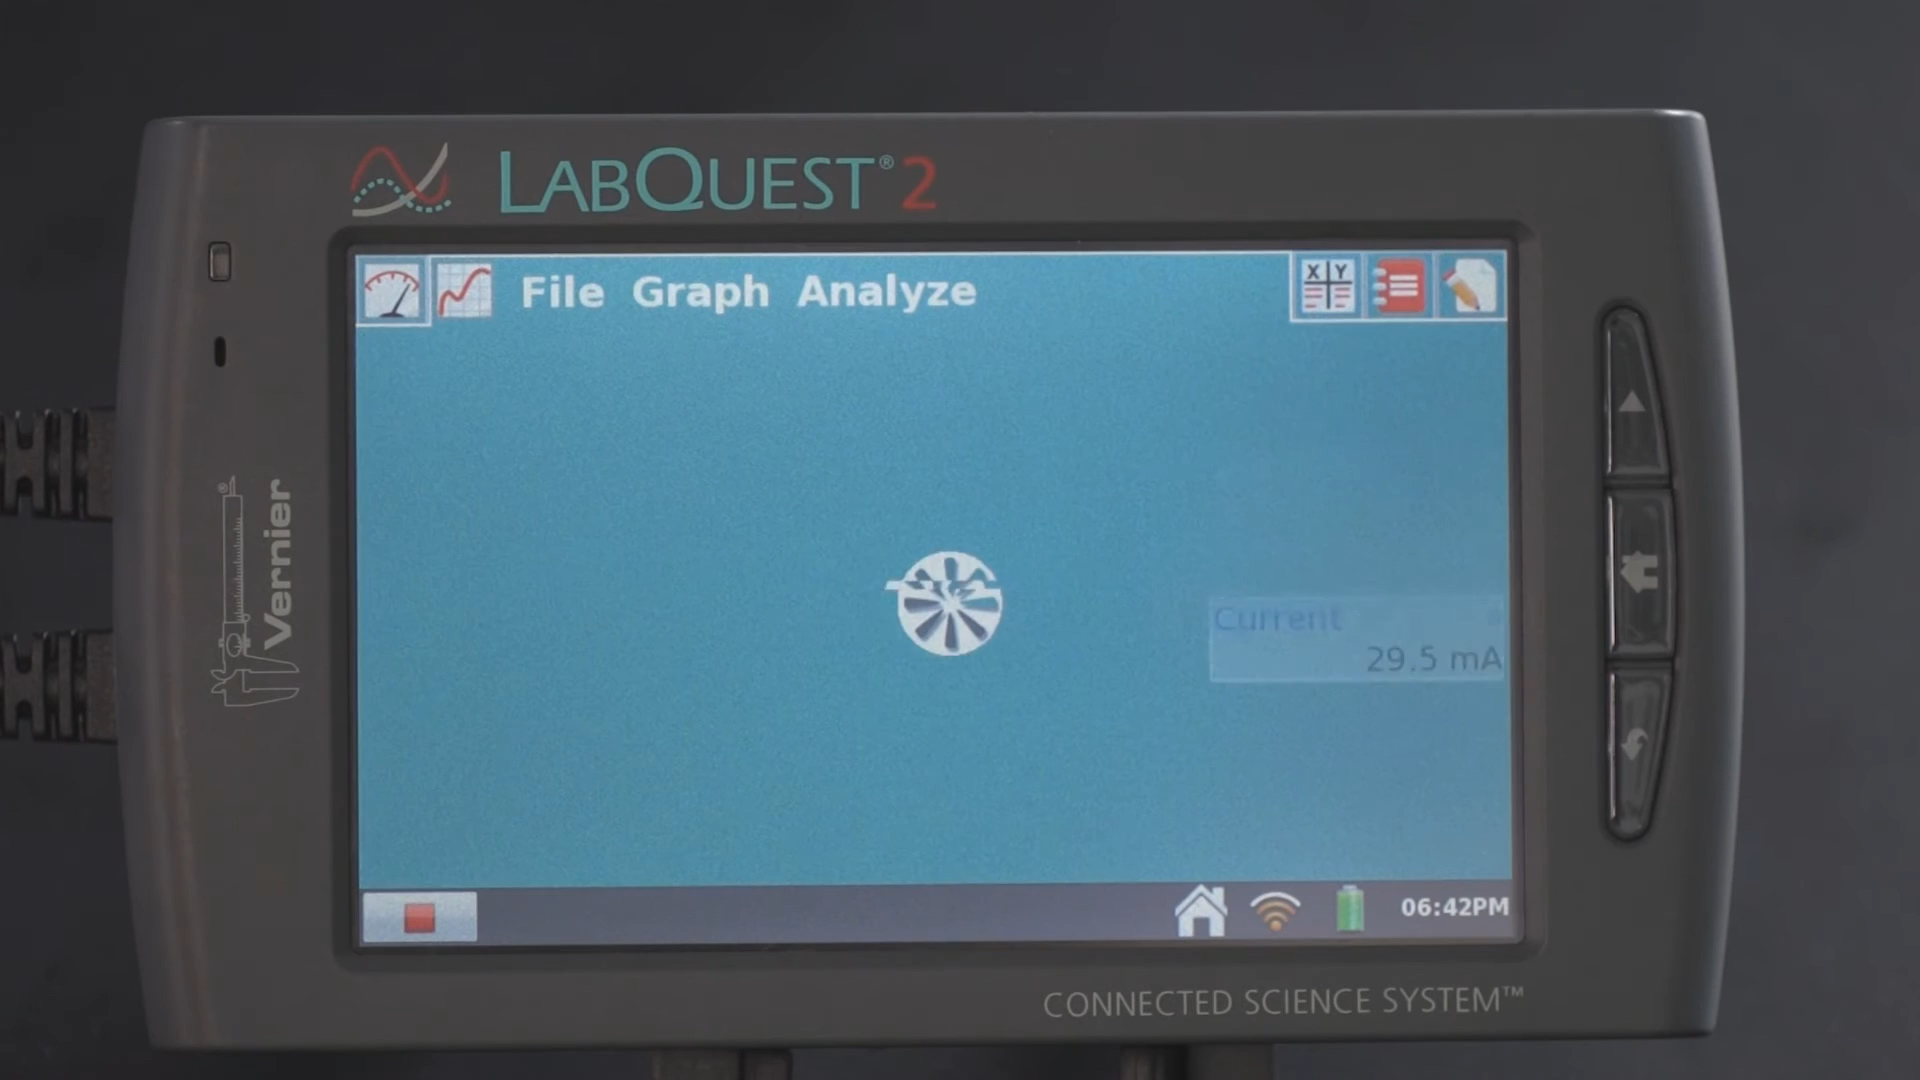 LABQUEST® 2
File Graph Analyze
X Y
Vernier
Current
29.5 mA
06:42PM
CONNECTED SCIENCE SYSTEM™